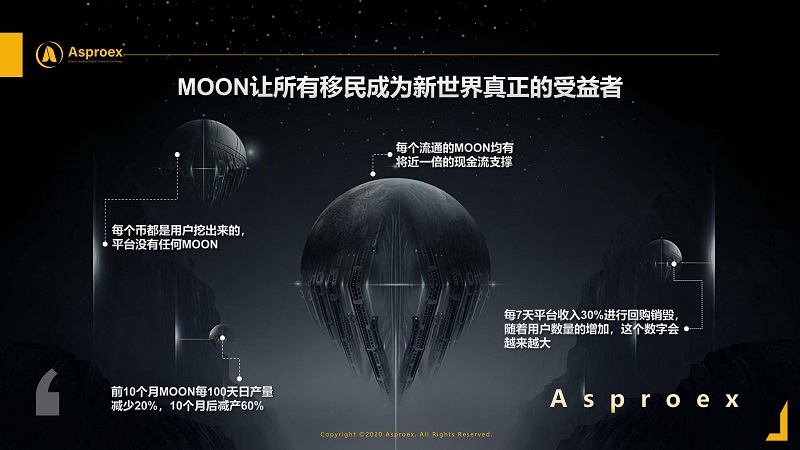 Asproex
MOON让所有移民成为新世界真正的受益者
每个流通的MOON均有
将近一倍的现金流支撑
每个币都是用户挖出来的，
平台没有任何MOON
每7天平台收入30%进行回购销毁，
随着用户数量的增加，这个数字会
越来越大
前10个月MOON每100天日产量
减少20%，10个月后减产60%
Asproex
Copyright ©2020 Asproex, All Rights Reserved.